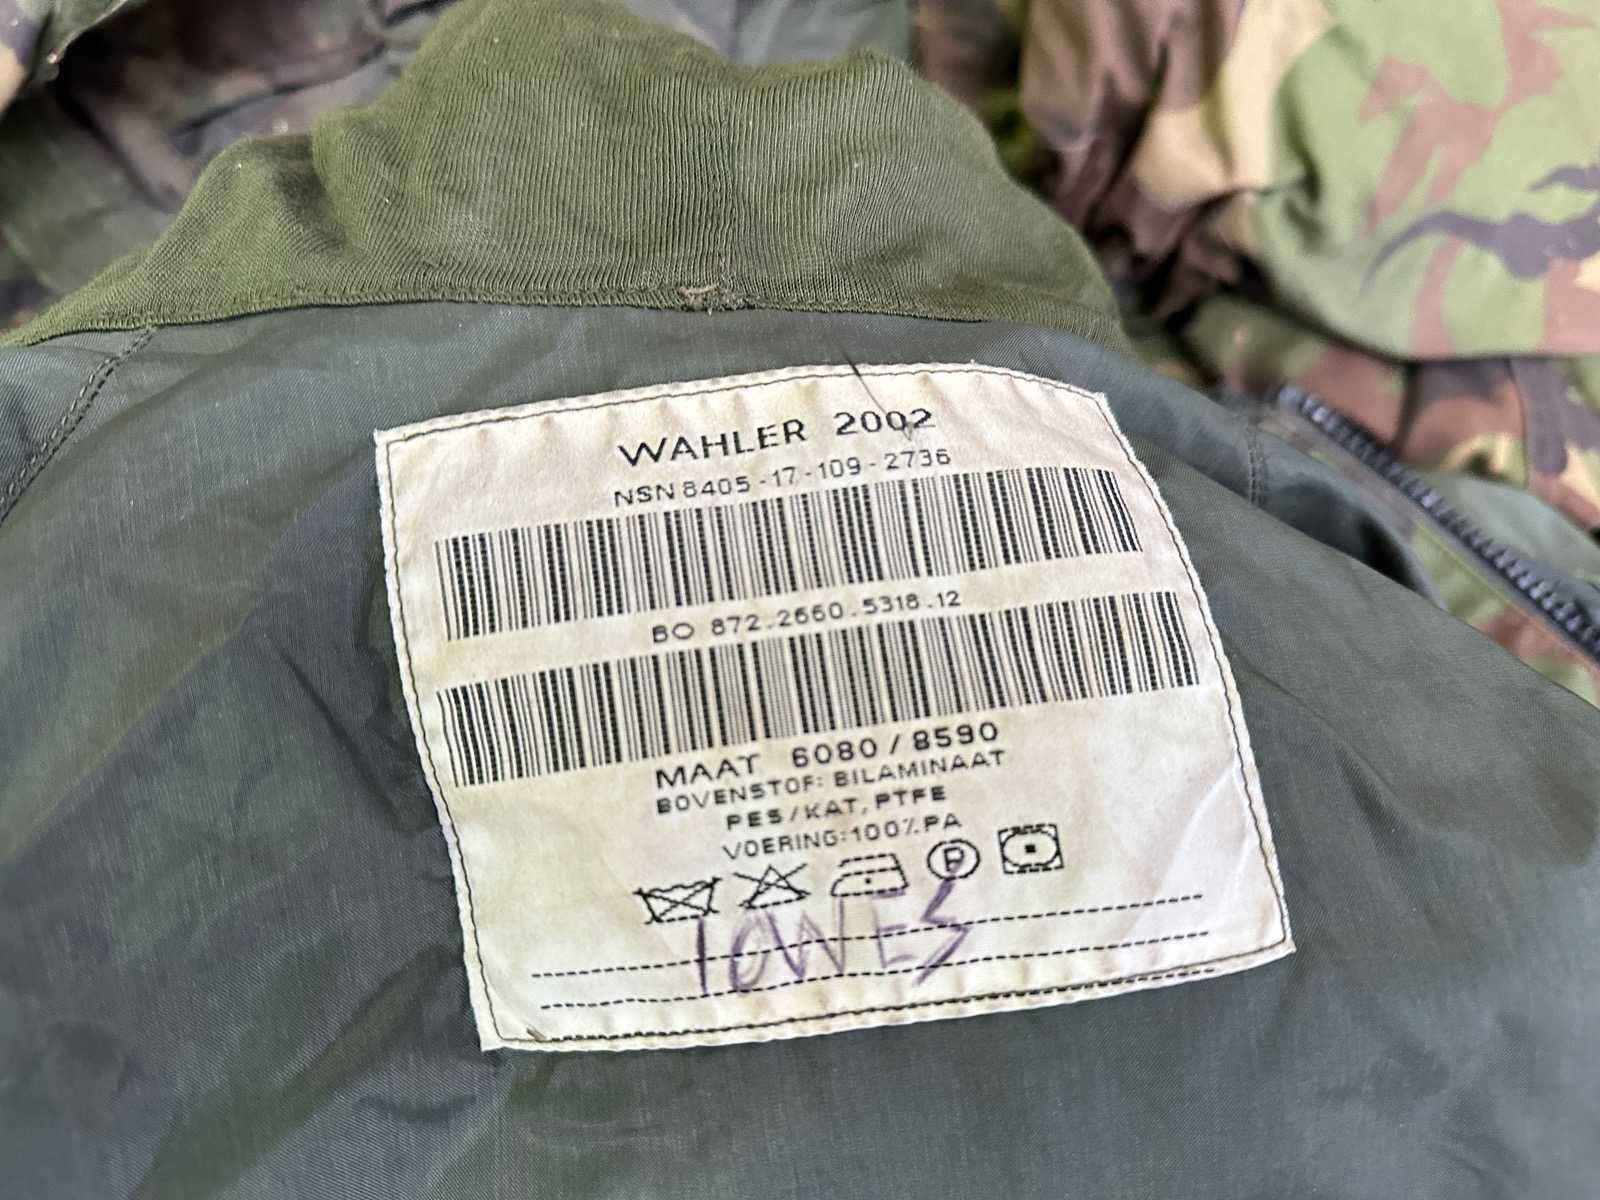 WAHLER 2002
NSN 8405-17-109-2736
BO 872.2660.5318.12
MAAT 6080/8590
BOVENSTOF: BILAMINAAT
PES/KAT, PTFE
VOERING:100% PA
P